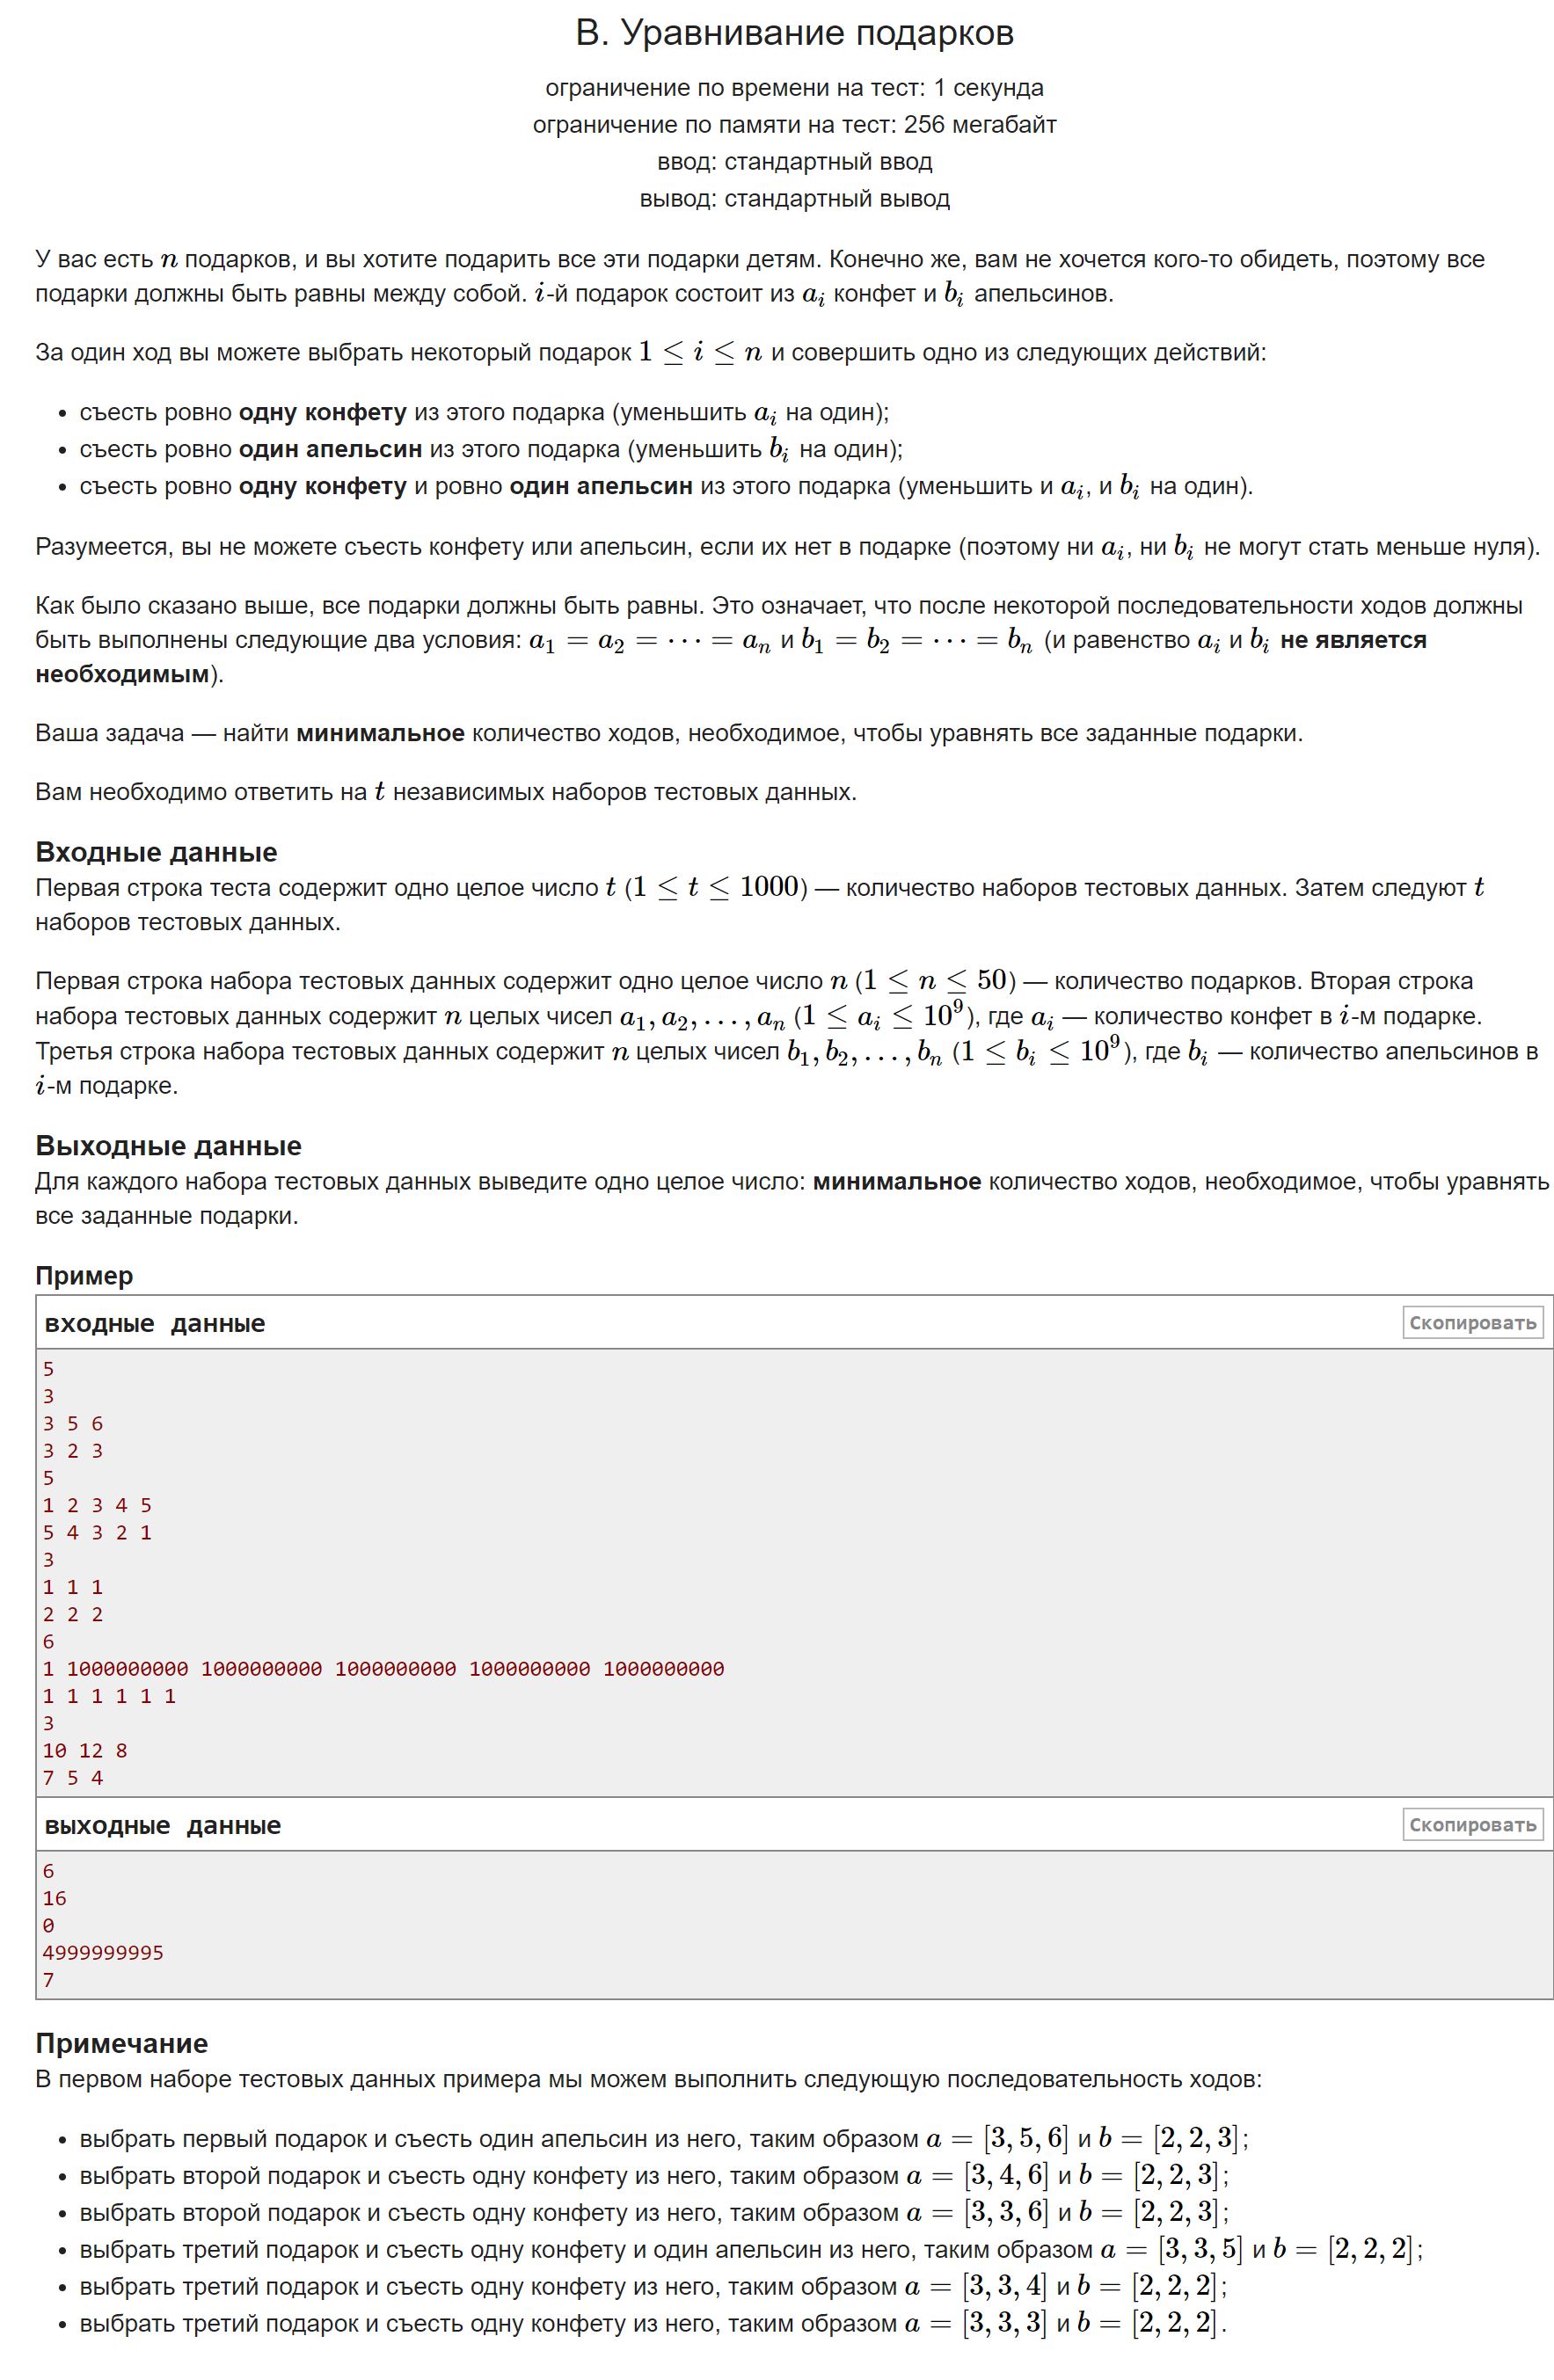 B. Уравнивание подарков
ограничение по времени на тест: 1 секунда
ограничение по памяти на тест: 256 мегабайт
ввод: стандартный ввод
вывод: стандартный вывод
У вас есть n подарков, и вы хотите подарить все эти подарки детям. Конечно же, вам не хочется кого-то обидеть, поэтому все
подарки должны быть равны между собой. i-й подарок состоит из a_i конфет и b_i апельсинов.
За один ход вы можете выбрать некоторый подарок 1 ≤ i ≤ n и совершить одно из следующих действий:
• съесть ровно одну конфету из этого подарка (уменьшить a_i на один);
• съесть ровно один апельсин из этого подарка (уменьшить b_i на один);
• съесть ровно одну конфету и ровно один апельсин из этого подарка (уменьшить и a_i, и b_i на один).
Разумеется, вы не можете съесть конфету или апельсин, если их нет в подарке (поэтому ни a_i, ни b_i не могут стать меньше нуля).
Как было сказано выше, все подарки должны быть равны. Это означает, что после некоторой последовательности ходов должны
быть выполнены следующие два условия: a_1 = a_2 = ⋯ = a_n и b_1 = b_2 = ⋯ = b_n (и равенство a_i и b_i не является
необходимым).
Ваша задача — найти минимальное количество ходов, необходимое, чтобы уравнять все заданные подарки.
Вам необходимо ответить на t независимых наборов тестовых данных.
Входные данные
Первая строка теста содержит одно целое число t (1 ≤ t ≤ 1000) — количество наборов тестовых данных. Затем следуют t
наборов тестовых данных.
Первая строка набора тестовых данных содержит одно целое число n (1 ≤ n ≤ 50) — количество подарков. Вторая строка
набора тестовых данных содержит n целых чисел a_1, a_2, …, a_n (1 ≤ a_i ≤ 10^9), где a_i — количество конфет в i-м подарке.
Третья строка набора тестовых данных содержит n целых чисел b_1, b_2, …, b_n (1 ≤ b_i ≤ 10^9), где b_i — количество апельсинов в
i-м подарке.
Выходные данные
Для каждого набора тестовых данных выведите одно целое число: минимальное количество ходов, необходимое, чтобы уравнять
все заданные подарки.
Пример
входные данные
Скопировать
5
3
3 5 6
3 2 3
5
1 2 3 4 5
5 4 3 2 1
3
1 1 1
2 2 2
6
1 1000000000 1000000000 1000000000 1000000000 1000000000
1 1 1 1 1 1
3
10 12 8
7 5 4
выходные данные
Скопировать
6
16
0
4999999995
7
Примечание
В первом наборе тестовых данных примера мы можем выполнить следующую последовательность ходов:
• выбрать первый подарок и съесть один апельсин из него, таким образом a = [3, 5, 6] и b = [2, 2, 3];
• выбрать второй подарок и съесть одну конфету из него, таким образом a = [3, 4, 6] и b = [2, 2, 3];
• выбрать второй подарок и съесть одну конфету из него, таким образом a = [3, 3, 6] и b = [2, 2, 3];
• выбрать третий подарок и съесть одну конфету и один апельсин из него, таким образом a = [3, 3, 5] и b = [2, 2, 2];
• выбрать третий подарок и съесть одну конфету из него, таким образом a = [3, 3, 4] и b = [2, 2, 2];
• выбрать третий подарок и съесть одну конфету из него, таким образом a = [3, 3, 3] и b = [2, 2, 2].